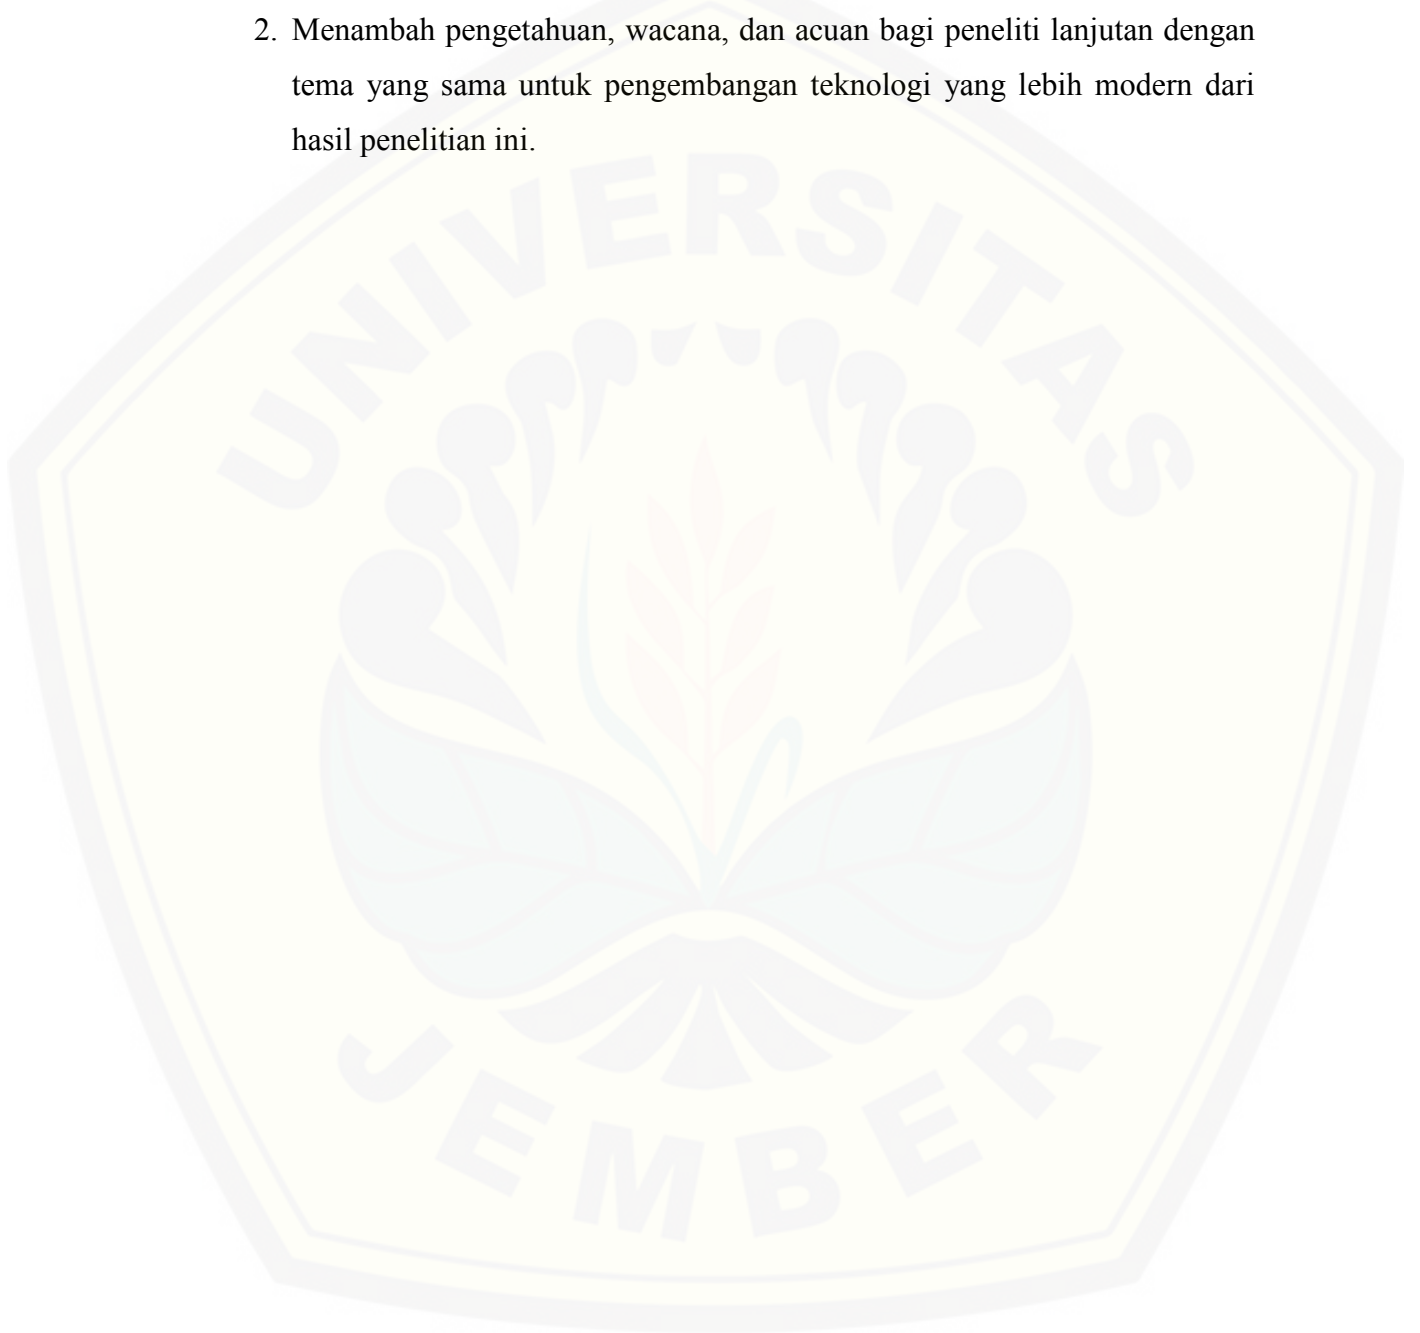 2. Menambah pengetahuan, wacana, dan acuan bagi peneliti lanjutan dengan
tema yang sama untuk pengembangan teknologi yang lebih modern dari
hasil penelitian ini.
UNIVERSITAS
JEMBER